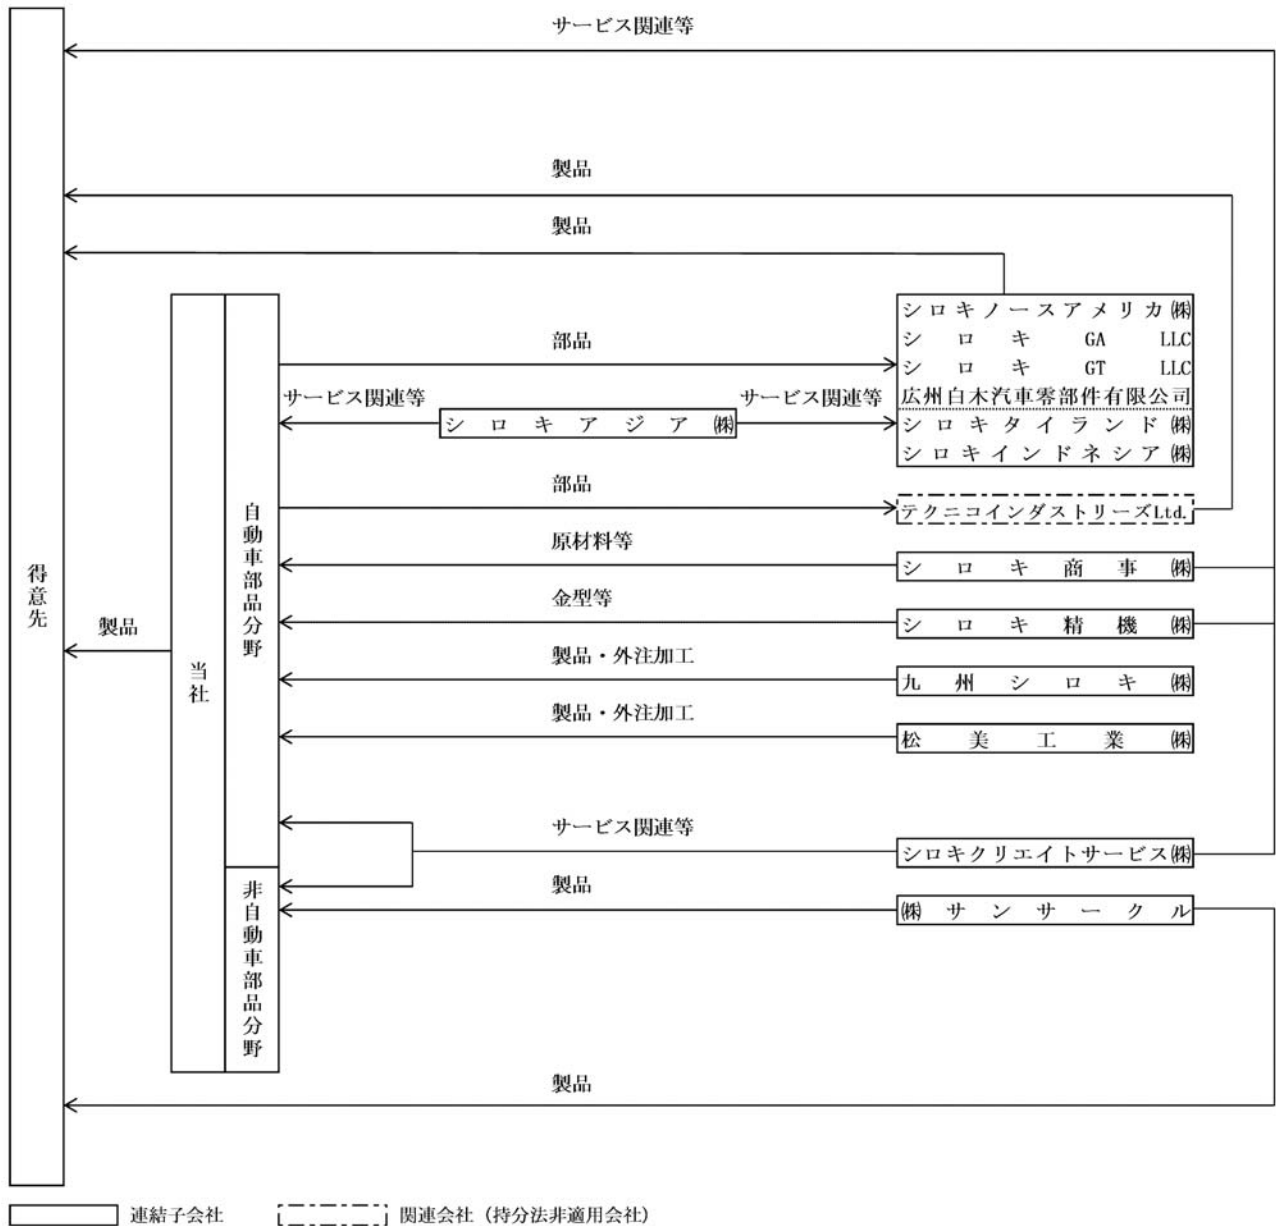 サービス関連等
製品
製品
シロキノースアメリカ㈱
シロキ GA LLC
部品
シロキ GT LLC
広州白木汽車零部件有限公司
サービス関連等
サービス関連等
シロキアジア㈱
シロキタイランド㈱
シロキインドネシア㈱
部品
テクニコインダストリーズLtd.
原材料等
シロキ商事㈱
金型等
シロキ精機㈱
製品・外注加工
九州シロキ㈱
製品・外注加工
松美工業㈱
サービス関連等
シロキクリエイトサービス㈱
製品
㈱サンサークル
製品
得意先
製品
当社
自動車部品分野
非自動車部品分野
連結子会社
関連会社（持分法非適用会社）